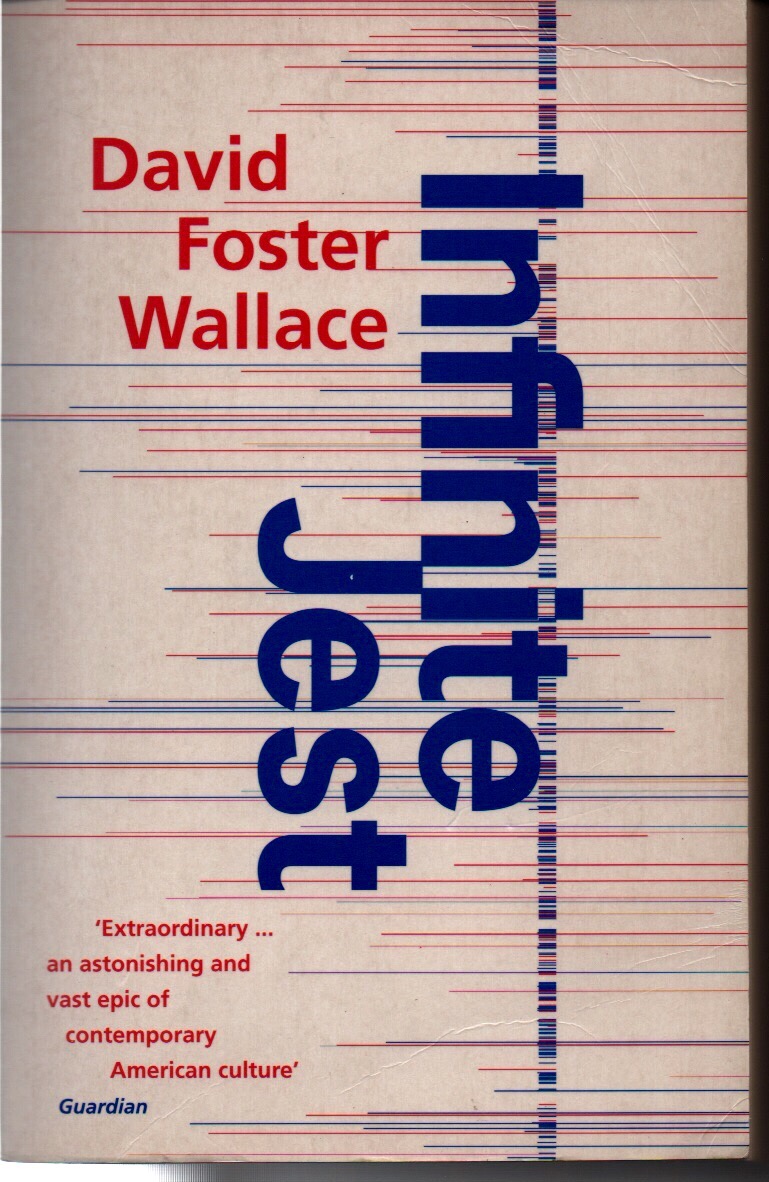 David
Foster
Wallace
Infinite
Jest
'Extraordinary ...
an astonishing and
vast epic of
contemporary
American culture'
Guardian